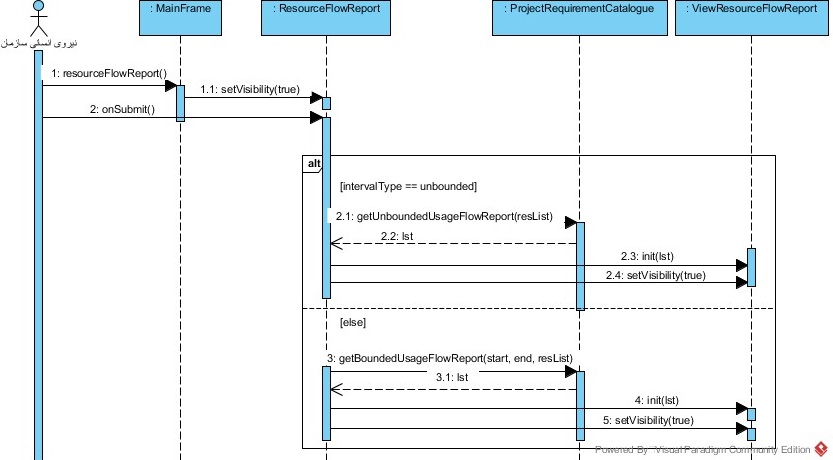 : MainFrame
: ResourceFlowReport
: ProjectRequirementCatalogue
: ViewResourceFlowReport
نیروی انسانی سازمان
1: resourceFlowReport()
1.1: setVisibility(true)
2: onSubmit()
alt
[intervalType == unbounded]
2.1: getUnboundedUsageFlowReport(resList)
2.2: lst
2.3: init(lst)
2.4: setVisibility(true)
[else]
3: getBoundedUsageFlowReport(start, end, resList)
3.1: lst
4: init(lst)
5: setVisibility(true)
Powered By Visual Paradigm Community Edition